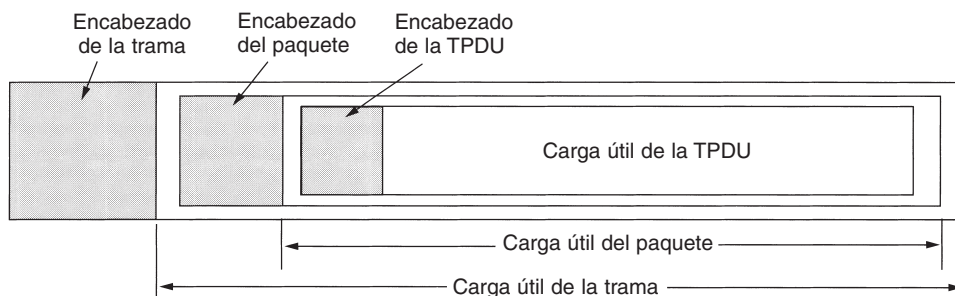 Encabezado
de la trama
Encabezado
del paquete
Encabezado
de la TPDU
Carga útil de la TPDU
Carga útil del paquete
Carga útil de la trama